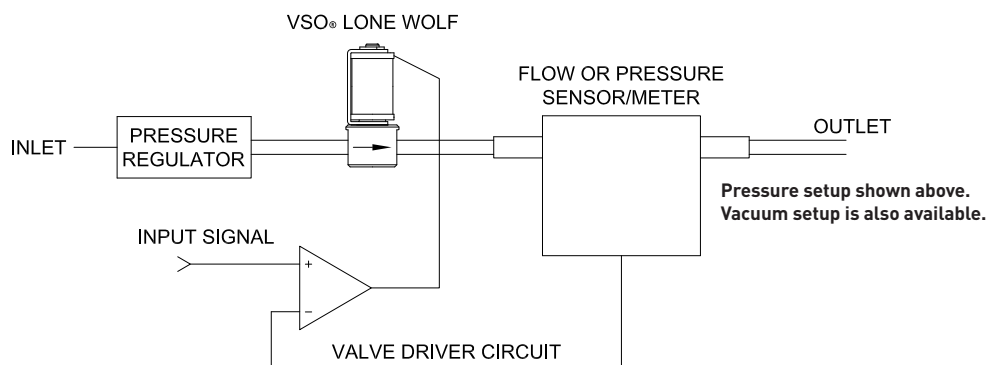 VSO® LONE WOLF
FLOW OR PRESSURE
SENSOR/METER
INLET
PRESSURE
REGULATOR
OUTLET
Pressure setup shown above.
Vacuum setup is also available.
INPUT SIGNAL
+
−
VALVE DRIVER CIRCUIT